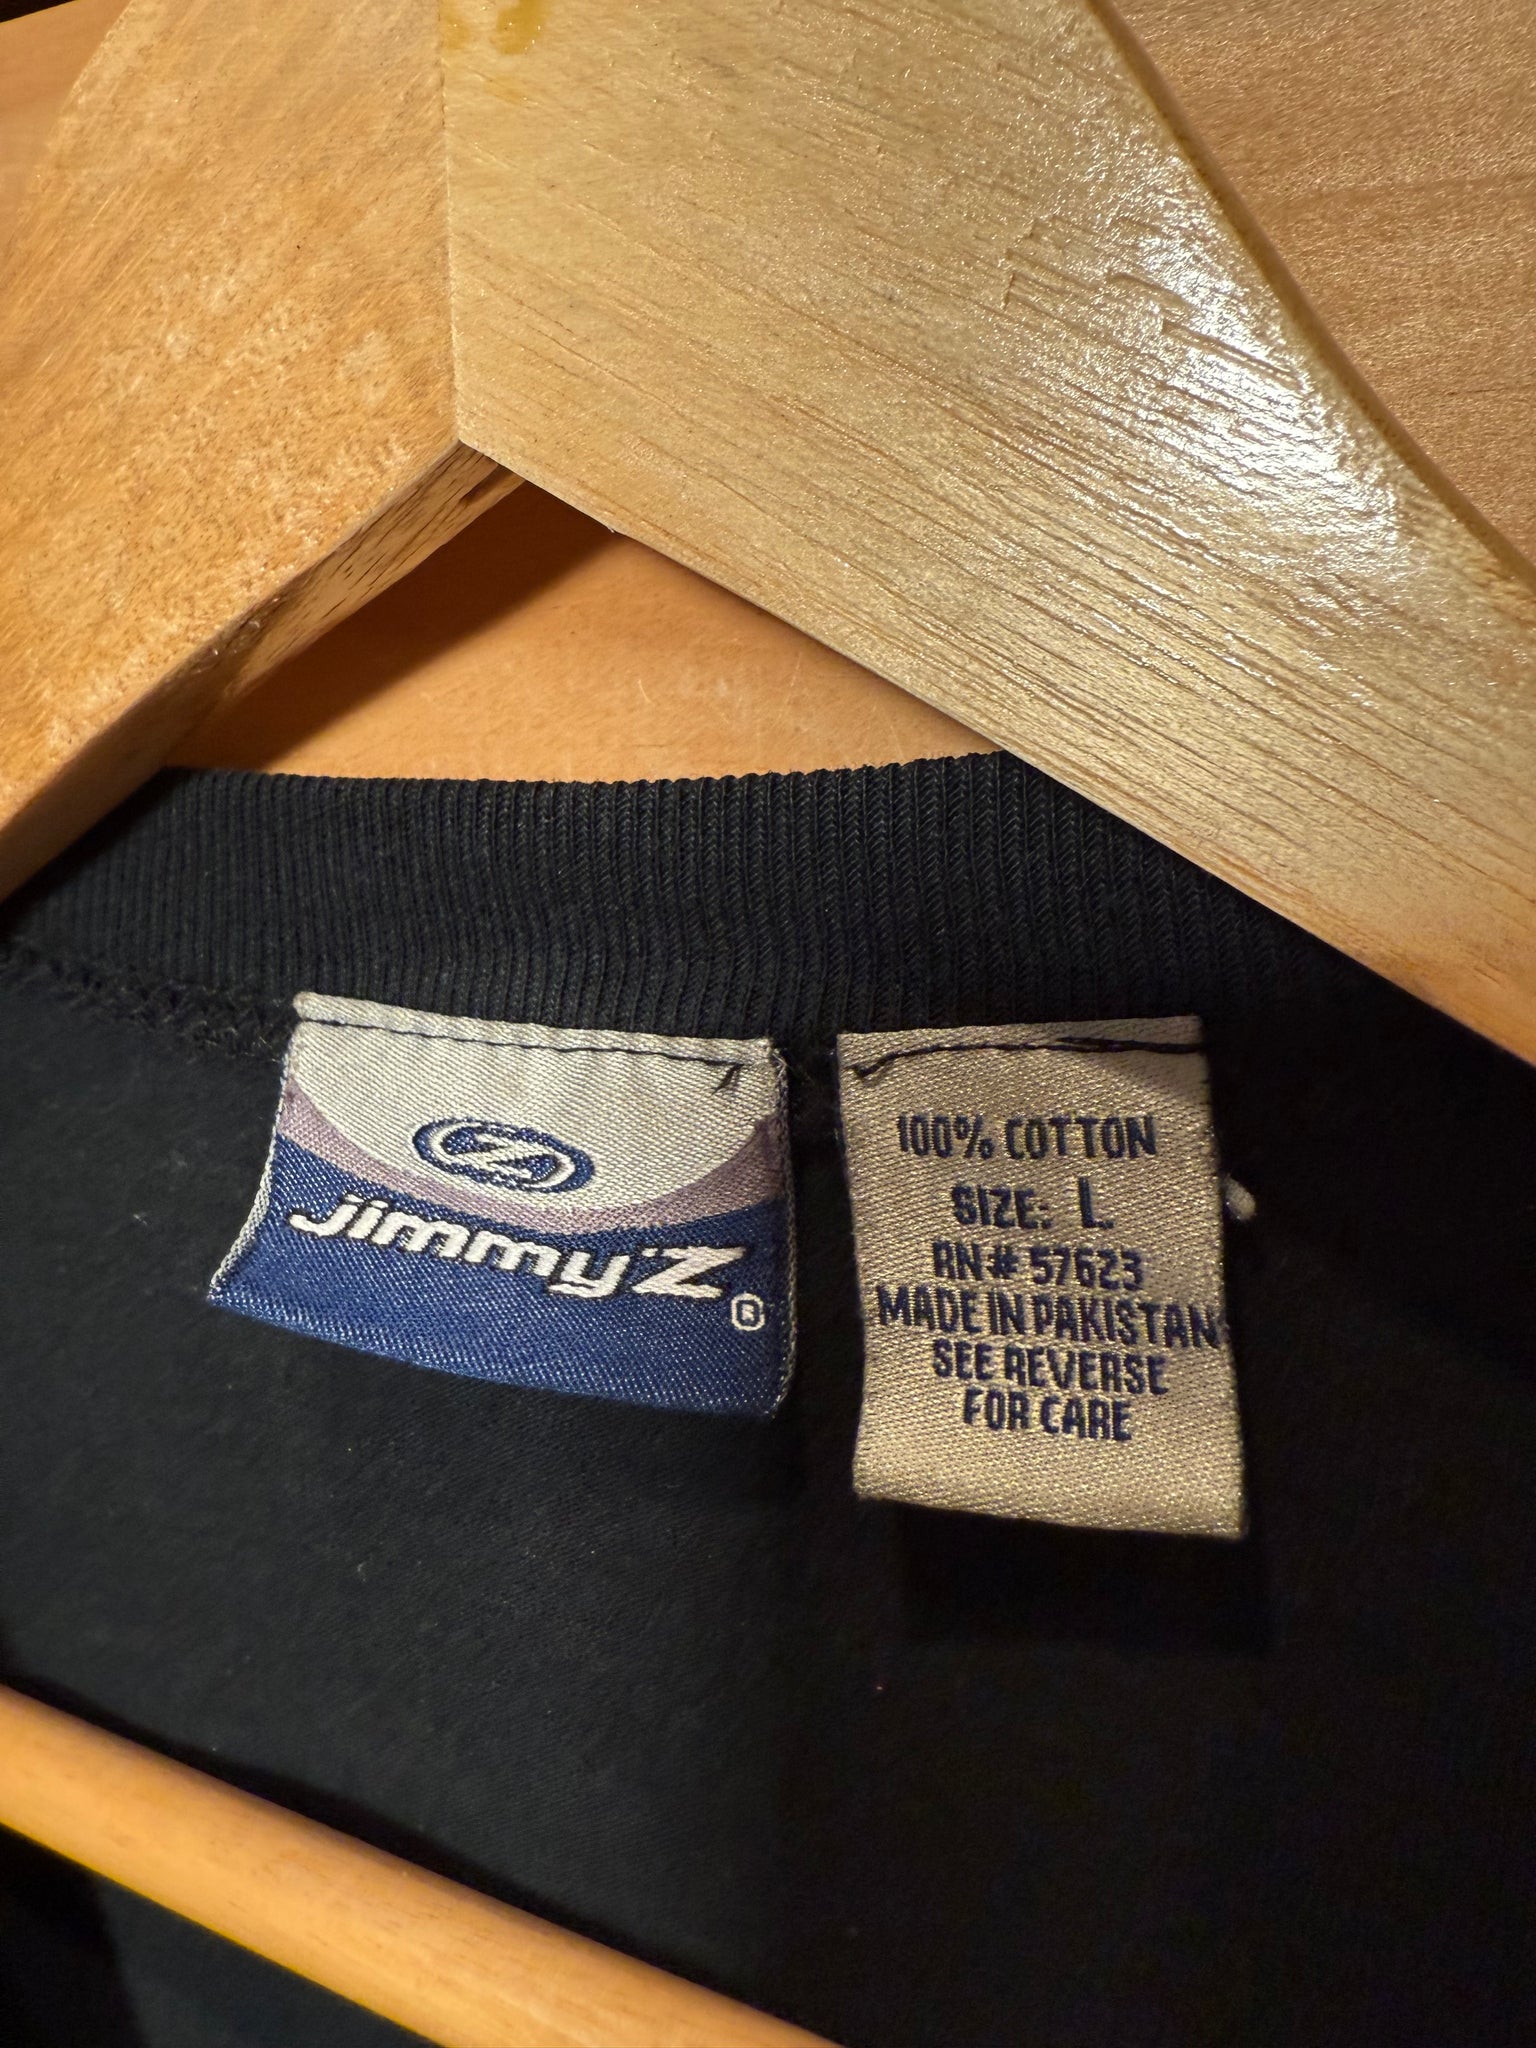 Jimmy'Z
®
100% COTTON
SIZE: L
RN# 57623
MADE IN PAKISTAN
SEE REVERSE
FOR CARE